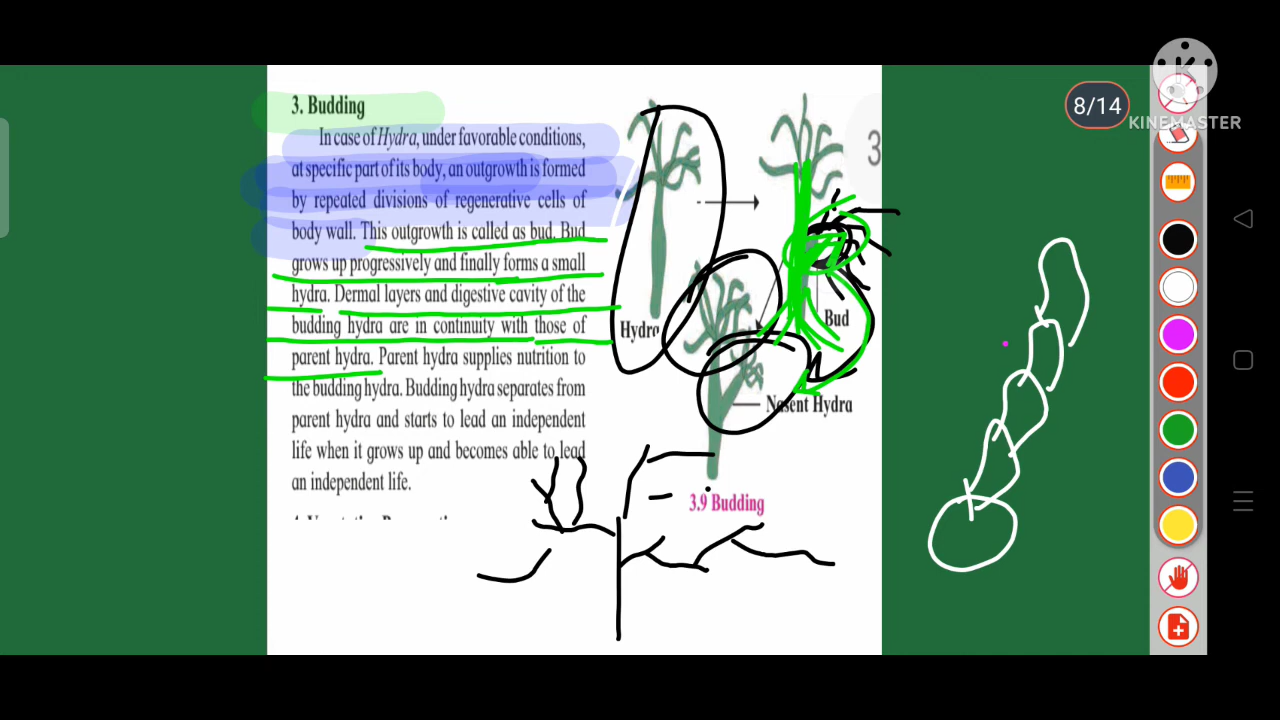 3. Budding
In case of Hydra, under favorable conditions,
at specific part of its body, an outgrowth is formed
by repeated divisions of regenerative cells of
body wall. This outgrowth is called as bud. Bud
grows up progressively and finally forms a small
hydra. Dermal layers and digestive cavity of the
budding hydra are in continuity with those of
parent hydra. Parent hydra supplies nutrition to
the budding hydra. Budding hydra separates from
parent hydra and starts to lead an independent
life when it grows up and becomes able to lead
an independent life.
Hydra
Bud
Nasent Hydra
3.9 Budding
3
8/14
KINEMASTER